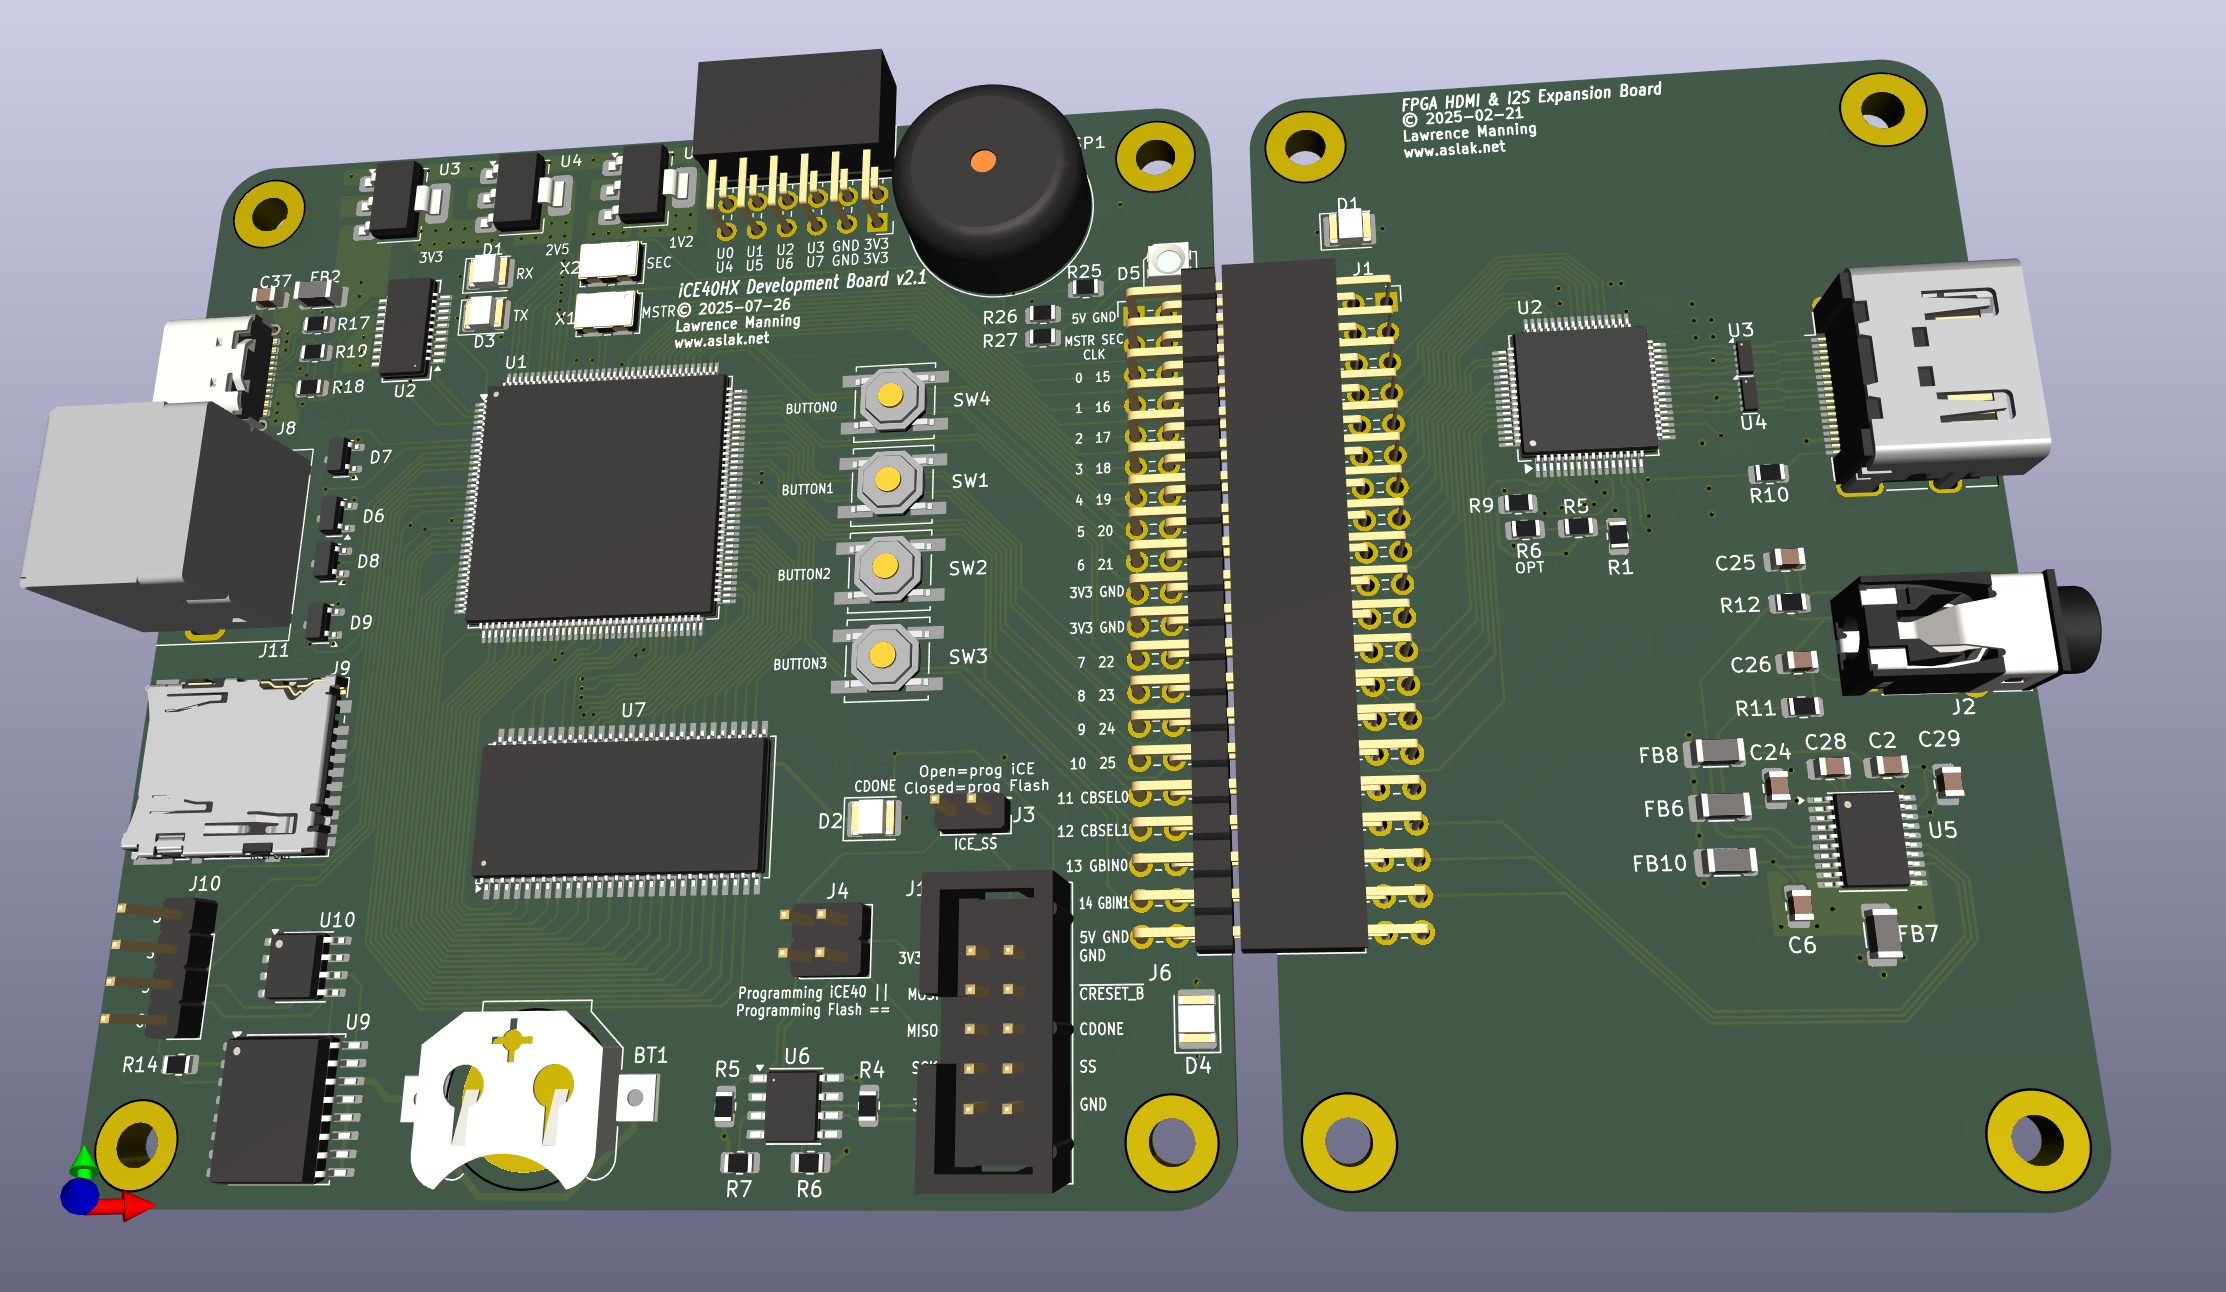 FPGA HDMI & I2S Expansion Board
© 2025-02-21
Lawrence Manning
www.aslak.net
D1
J1
U2
U3
U4
R10
R9
R5
R6
OPT
R1
C25
R12
C26
R11
J2
FB8
C24
C28
C2
C29
FB6
U5
FB10
C6
FB7
U3
U4
3V3
2V5
1V2
D1
RX
X2
SEC
TX
D3
X1
MSTR
U0 U1 U2 U3 GND 3V3
U4 U5 U6 U7 GND 3V3
iCE40HX Development Board v2.1
© 2025-07-26
Lawrence Manning
www.aslak.net
C37
FB2
R17
R19
R18
U2
J8
U1
D7
D6
D8
D9
J11
J9
BUTTON0
SW4
BUTTON1
SW1
BUTTON2
SW2
BUTTON3
SW3
R25
D5
R26
R27
5V GND
MSTR SEC
CLK
0 15
1 16
2 17
3 18
4 19
5 20
6 21
3V3 GND
3V3 GND
7 22
8 23
9 24
10 25
11 CBSEL0
12 CBSEL1
13 GBIN0
14 GBIN1
5V GND
U7
CDONE
D2
Open=prog iCE
Closed=prog Flash
J3
ICE_SS
J4
Programming iCE40 ||
Programming Flash ==
J10
U10
U9
R14
BT1
R5
U6
R4
R7
R6
MISO
GND
J6
CRESET_B
CDONE
SS
GND
D4